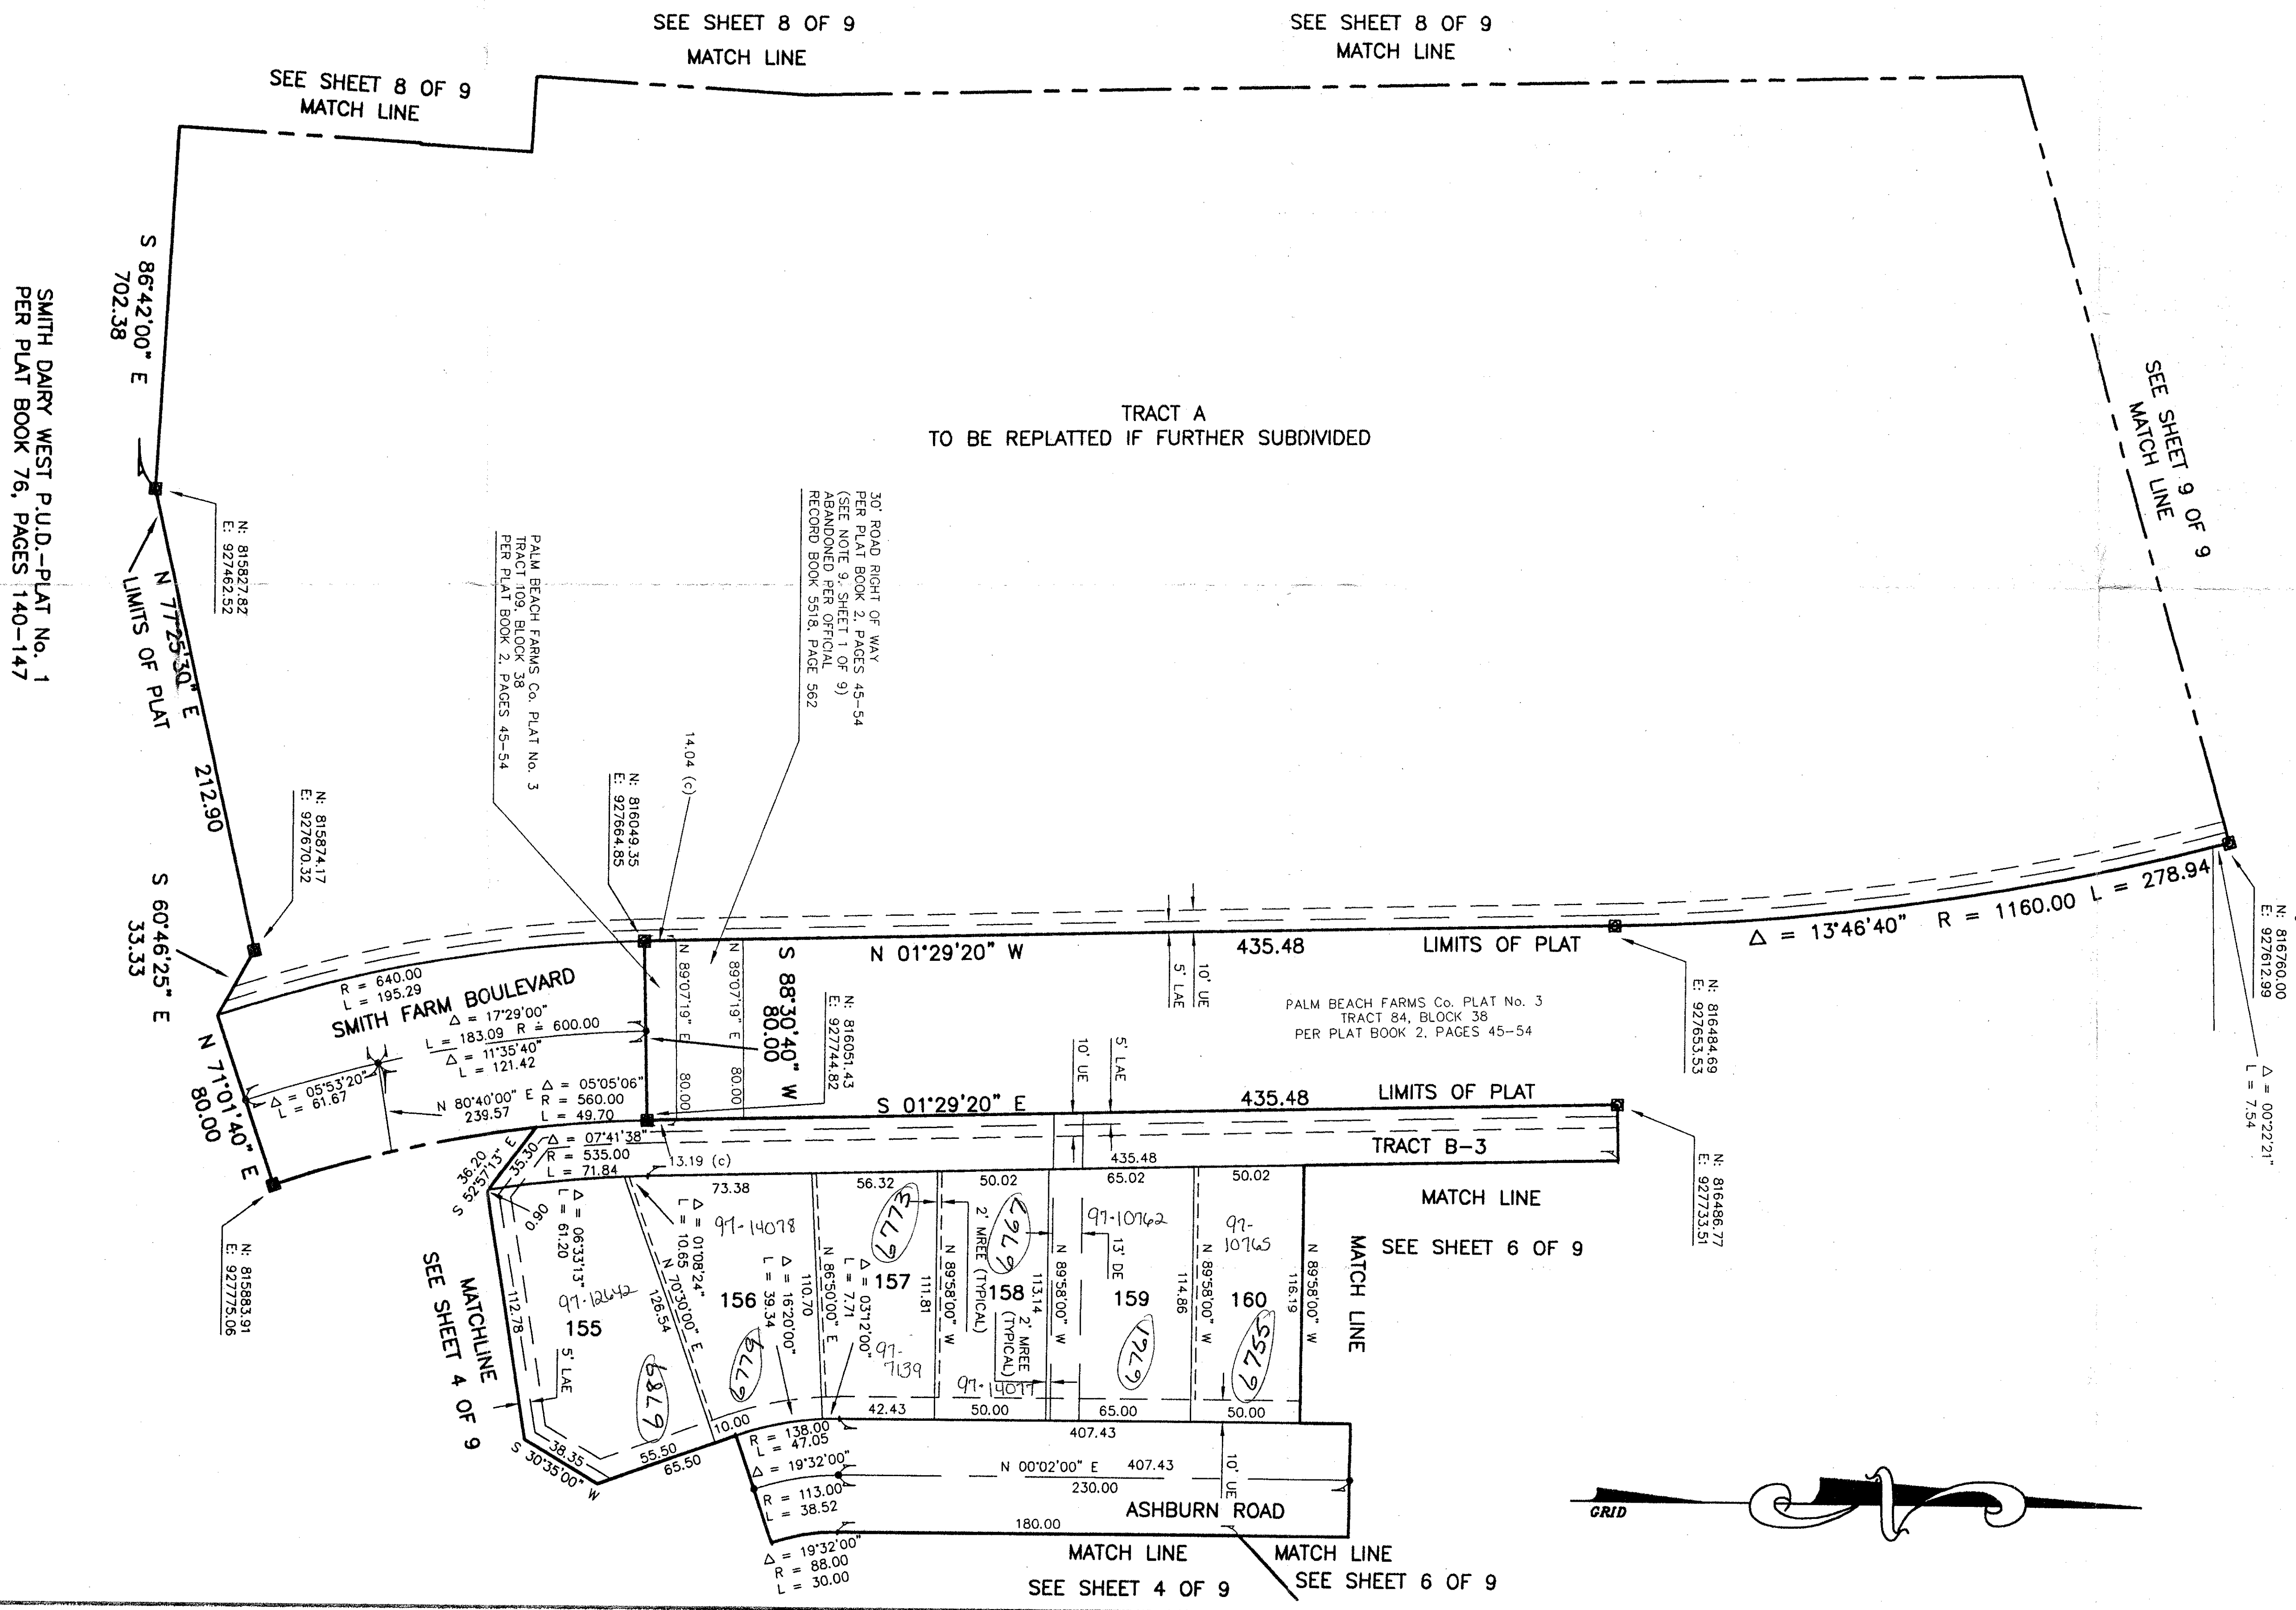 SEE SHEET 8 OF 9
MATCH LINE
SEE SHEET 8 OF 9
MATCH LINE
SEE SHEET 8 OF 9
MATCH LINE
SEE SHEET 9 OF 9
MATCH LINE
S 86°42'00" E
702.38
SMITH DAIRY WEST P.U.D.-PLAT No. 1
PER PLAT BOOK 76, PAGES 140-147
TRACT A
TO BE REPLATTED IF FURTHER SUBDIVIDED
N: 815827.82
E: 927462.52
N 77°25'30" E
212.90
LIMITS OF PLAT
30' ROAD RIGHT OF WAY
PER PLAT BOOK 2, PAGES 45-54
(SEE NOTE 9, SHEET 1 OF 9)
ABANDONED PER OFFICIAL
RECORD BOOK 5518, PAGE 562
PALM BEACH FARMS Co. PLAT No. 3
TRACT 109, BLOCK 38
PER PLAT BOOK 2, PAGES 45-54
14.04 (c)
N: 816049.35
E: 927664.85
N: 815874.17
E: 927670.32
S 60°46'25" E
33.33
N 71°01'40" E
80.00
N: 815883.91
E: 927775.06
R = 640.00
L = 195.29
SMITH FARM BOULEVARD
Δ = 17°29'00"
L = 183.09 R = 600.00
Δ = 11°35'40"
L = 121.42
Δ = 05°53'20"
L = 61.67
N 80°40'00" E
239.57
Δ = 05°05'06"
R = 560.00
L = 49.70
N 89°07'19" E
80.00
N 89°07'19" E
80.00
S 88°30'40" W
80.00
N: 816051.43
E: 927744.82
N 01°29'20" W
435.48
LIMITS OF PLAT
10' UE
5' LAE
Δ = 13°46'40" R = 1160.00 L = 278.94
N: 816760.00
E: 927612.99
Δ = 00°22'21"
L = 7.54
N: 816484.69
E: 927653.53
PALM BEACH FARMS Co. PLAT No. 3
TRACT 84, BLOCK 38
PER PLAT BOOK 2, PAGES 45-54
5' LAE
10' UE
S 01°29'20" E
435.48
LIMITS OF PLAT
TRACT B-3
435.48
N: 816486.77
E: 927733.51
36.20
S 52°57'13" E
35.30
0.90
Δ = 07°41'38"
R = 535.00
L = 71.84
13.19 (c)
73.38
56.32
50.02
65.02
50.02
MATCH LINE
SEE SHEET 6 OF 9
MATCH LINE
MATCHLINE
SEE SHEET 4 OF 9
112.78
5' LAE
Δ = 06°33'13"
L = 61.20
97-12642
155
6789
Δ = 01°08'24"
L = 10.65
N 70°30'00" E
126.54
97-14078
156
6779
Δ = 16°20'00"
L = 39.34
110.70
N 86°50'00" E
Δ = 03°12'00"
L = 7.71
6773
157
97-
7139
111.81
N 89°58'00" W
2' MREE (TYPICAL)
6767
158
2' MREE
(TYPICAL)
97-14077
113.14
N 89°58'00" W
97-10762
13' DE
159
6761
114.86
N 89°58'00" W
97-
10765
160
6755
116.19
N 89°58'00" W
38.35
S 30°35'00" W
55.50
65.50
10.00
42.43
50.00
65.00
50.00
R = 138.00
L = 47.05
Δ = 19°32'00"
R = 113.00
L = 38.52
Δ = 19°32'00"
R = 88.00
L = 30.00
407.43
N 00°02'00" E 407.43
230.00
10' UE
ASHBURN ROAD
180.00
MATCH LINE
SEE SHEET 4 OF 9
MATCH LINE
SEE SHEET 6 OF 9
GRID
N